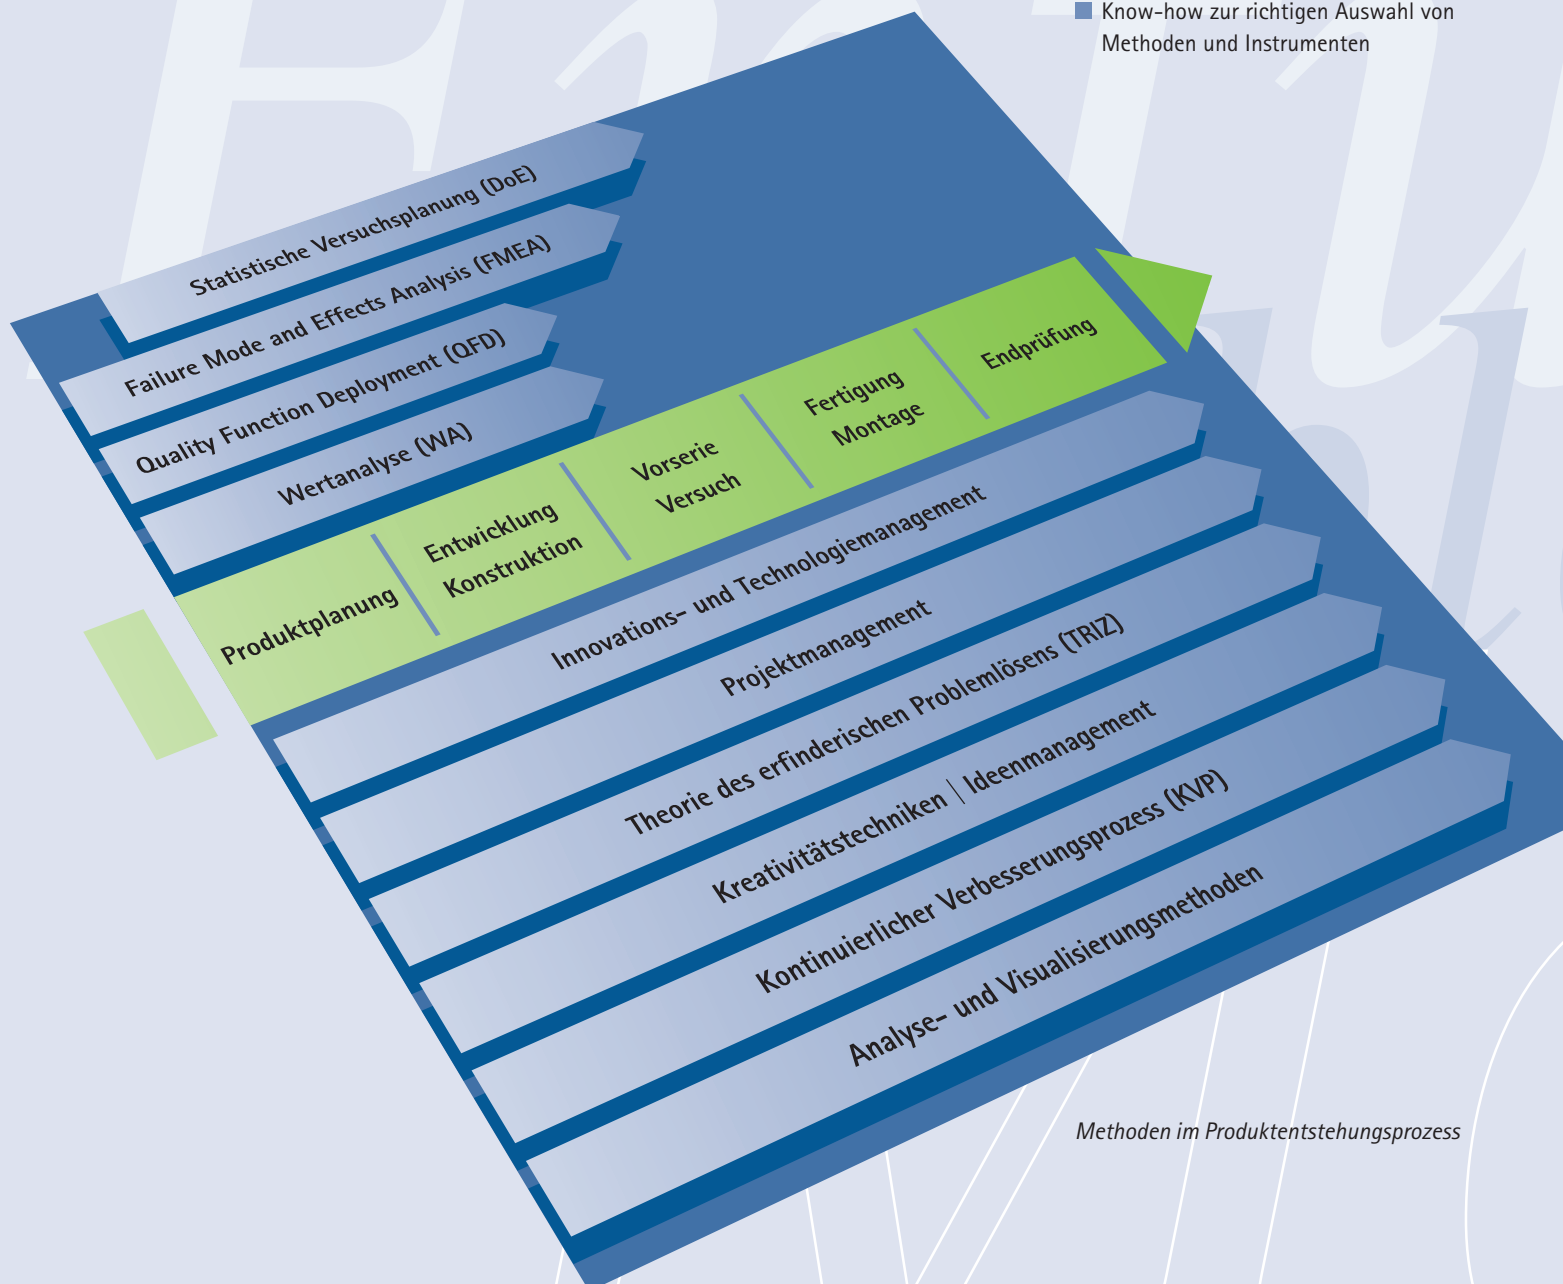 Know-how zur richtigen Auswahl von
Methoden und Instrumenten
Statistische Versuchsplanung (DoE)
Failure Mode and Effects Analysis (FMEA)
Quality Function Deployment (QFD)
Wertanalyse (WA)
Produktplanung
Entwicklung
Konstruktion
Vorserie
Versuch
Fertigung
Montage
Endprüfung
Innovations- und Technologiemanagement
Projektmanagement
Theorie des erfinderischen Problemlösens (TRIZ)
Kreativitätstechniken | Ideenmanagement
Kontinuierlicher Verbesserungsprozess (KVP)
Analyse- und Visualisierungsmethoden
Methoden im Produktentstehungsprozess